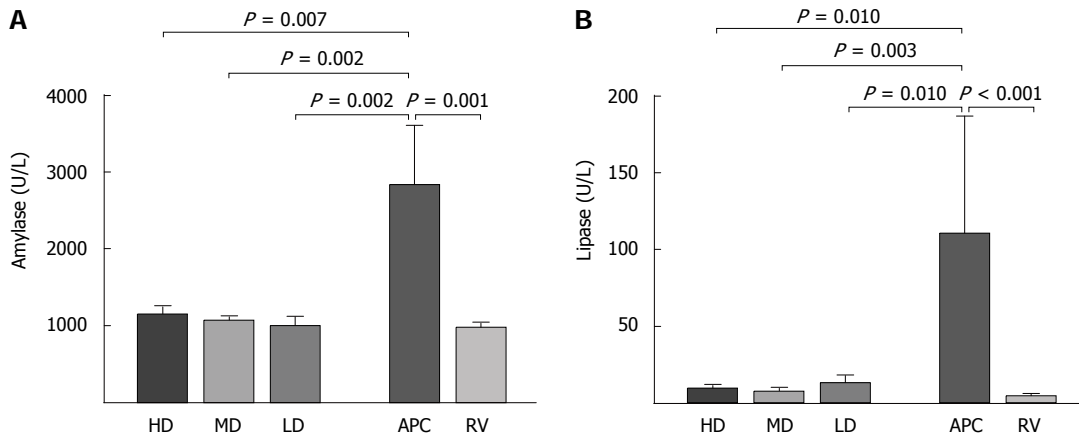 A
P = 0.007
P = 0.002
P = 0.002
P = 0.001
4000
3000
2000
1000
Amylase (U/L)
HD MD LD APC RV
B
P = 0.010
P = 0.003
P = 0.010
P < 0.001
200
150
100
50
Lipase (U/L)
HD MD LD APC RV